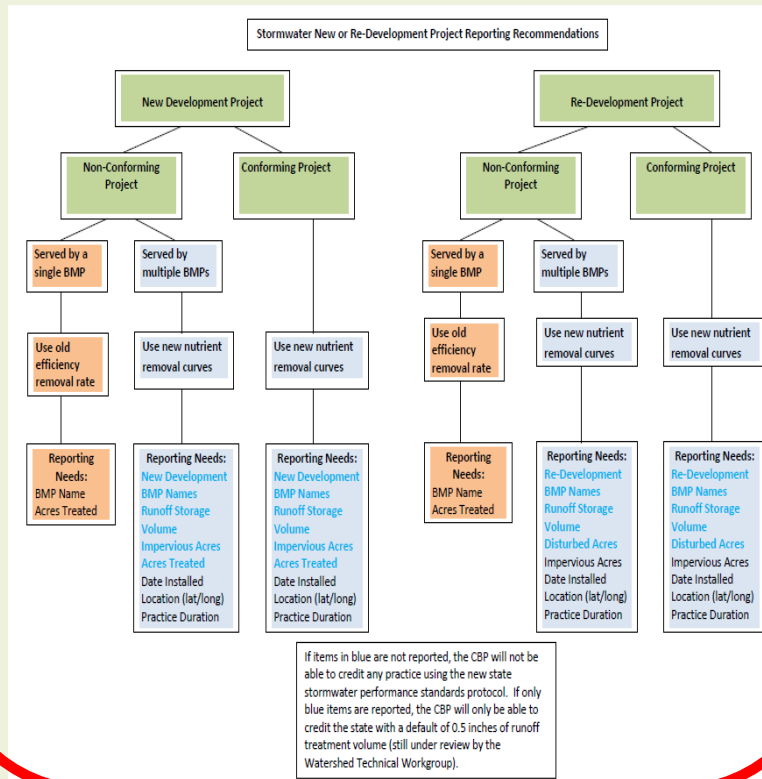 Stormwater New or Re-Development Project Reporting Recommendations
New Development Project
Re-Development Project
Non-Conforming
Project
Conforming Project
Non-Conforming
Project
Conforming Project
Served by a
single BMP
Served by
multiple BMPs
Served by a
single BMP
Served by
multiple BMPs
Use old
efficiency
removal rate
Use new nutrient
removal curves
Use new nutrient
removal curves
Use old
efficiency
removal rate
Use new nutrient
removal curves
Use new nutrient
removal curves
Reporting
Needs:
BMP Name
Acres Treated
Reporting Needs:
New Development
BMP Names
Runoff Storage
Volume
Impervious Acres
Acres Treated
Date Installed
Location (lat/long)
Practice Duration
Reporting Needs:
New Development
BMP Names
Runoff Storage
Volume
Impervious Acres
Acres Treated
Date Installed
Location (lat/long)
Practice Duration
Reporting
Needs:
BMP Name
Acres Treated
Reporting Needs:
Re-Development
BMP Names
Runoff Storage
Volume
Disturbed Acres
Impervious Acres
Date Installed
Location (lat/long)
Practice Duration
Reporting Needs:
Re-Development
BMP Names
Runoff Storage
Volume
Disturbed Acres
Impervious Acres
Date Installed
Location (lat/long)
Practice Duration
If items in blue are not reported, the CBP will not be
able to credit any practice using the new state
stormwater performance standards protocol. If only
blue items are reported, the CBP will only be able to
credit the state with a default of 0.5 inches of runoff
treatment volume (still under review by the
Watershed Technical Workgroup).